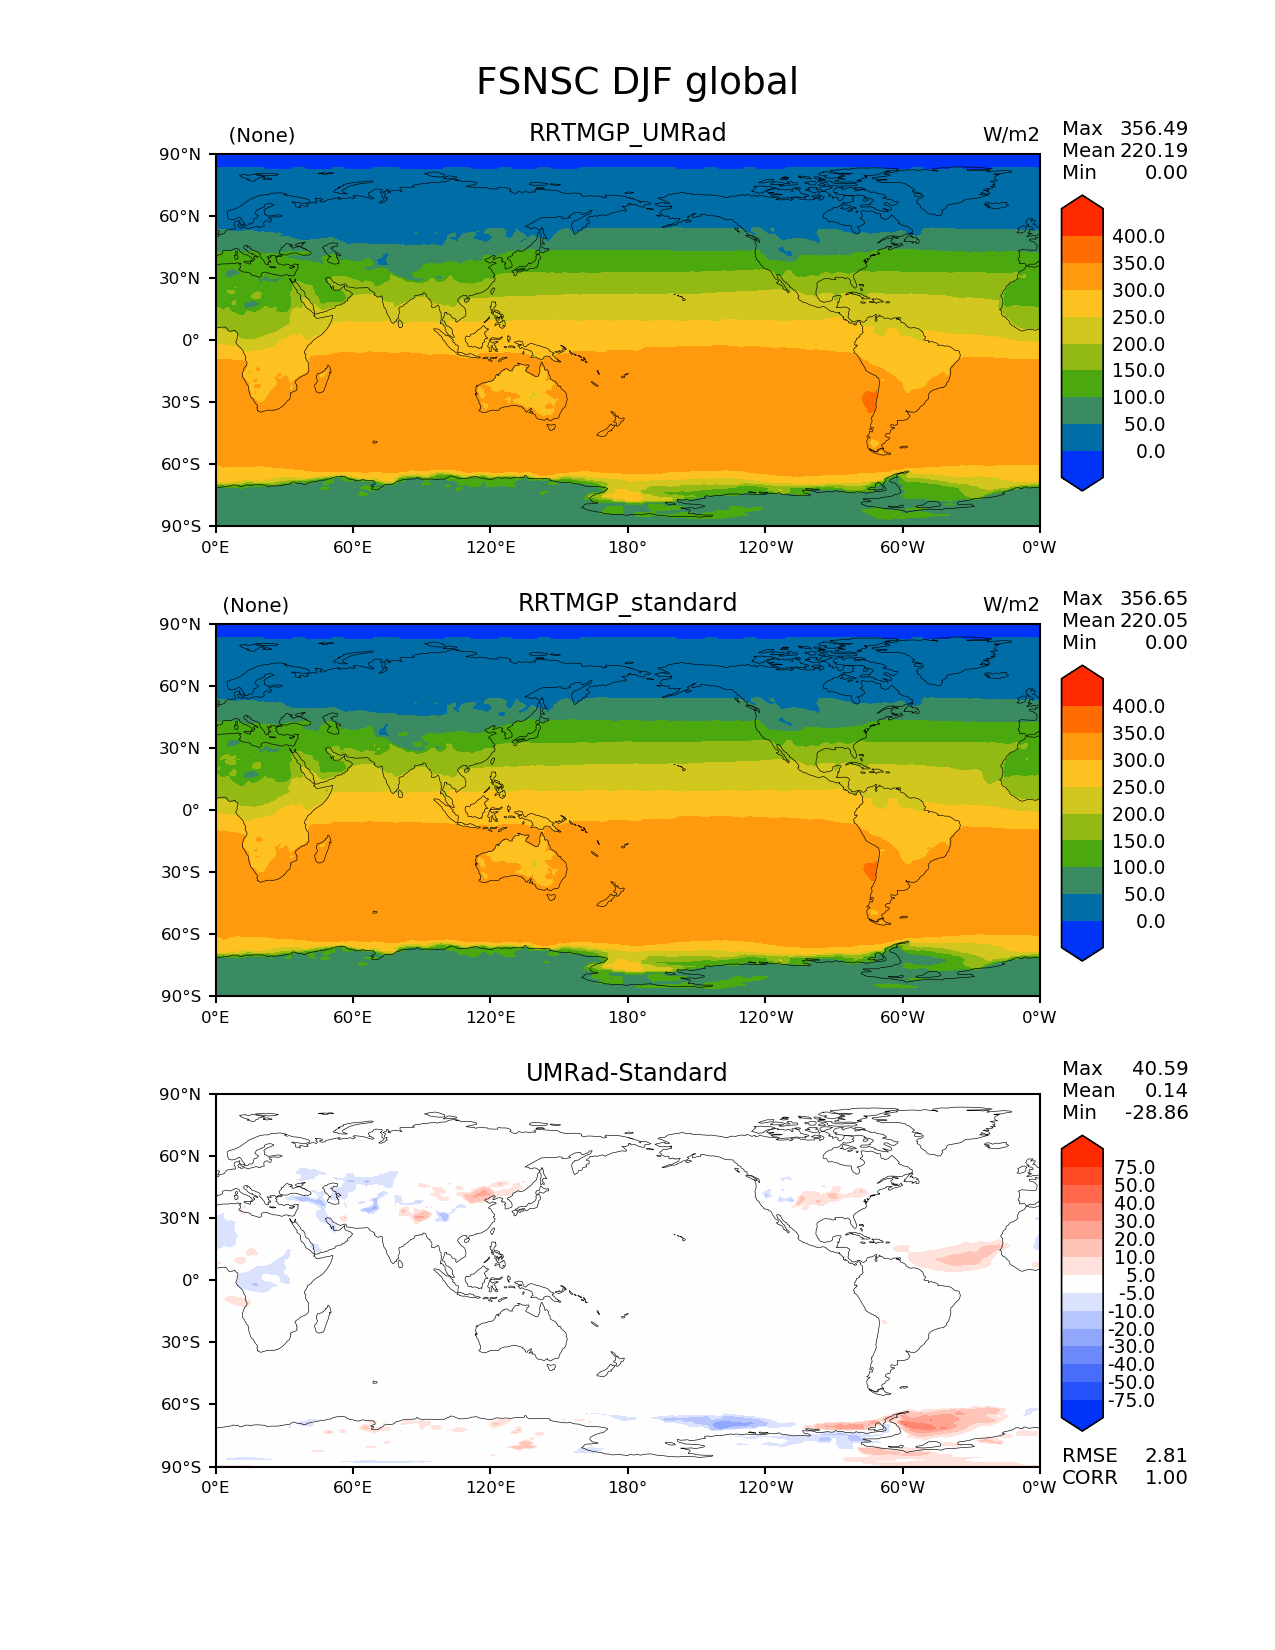 FSNSC DJF global
(None) RRTMGP_UMRad W/m2
Max 356.49
Mean 220.19
Min 0.00
90°N
60°N
30°N
0°
30°S
60°S
90°S
0°E 60°E 120°E 180° 120°W 60°W 0°W
400.0
350.0
300.0
250.0
200.0
150.0
100.0
50.0
0.0
(None) RRTMGP_standard W/m2
Max 356.65
Mean 220.05
Min 0.00
90°N
60°N
30°N
0°
30°S
60°S
90°S
0°E 60°E 120°E 180° 120°W 60°W 0°W
400.0
350.0
300.0
250.0
200.0
150.0
100.0
50.0
0.0
UMRad-Standard
Max 40.59
Mean 0.14
Min -28.86
90°N
60°N
30°N
0°
30°S
60°S
90°S
0°E 60°E 120°E 180° 120°W 60°W 0°W
75.0
50.0
40.0
30.0
20.0
10.0
5.0
-5.0
-10.0
-20.0
-30.0
-40.0
-50.0
-75.0
RMSE 2.81
CORR 1.00